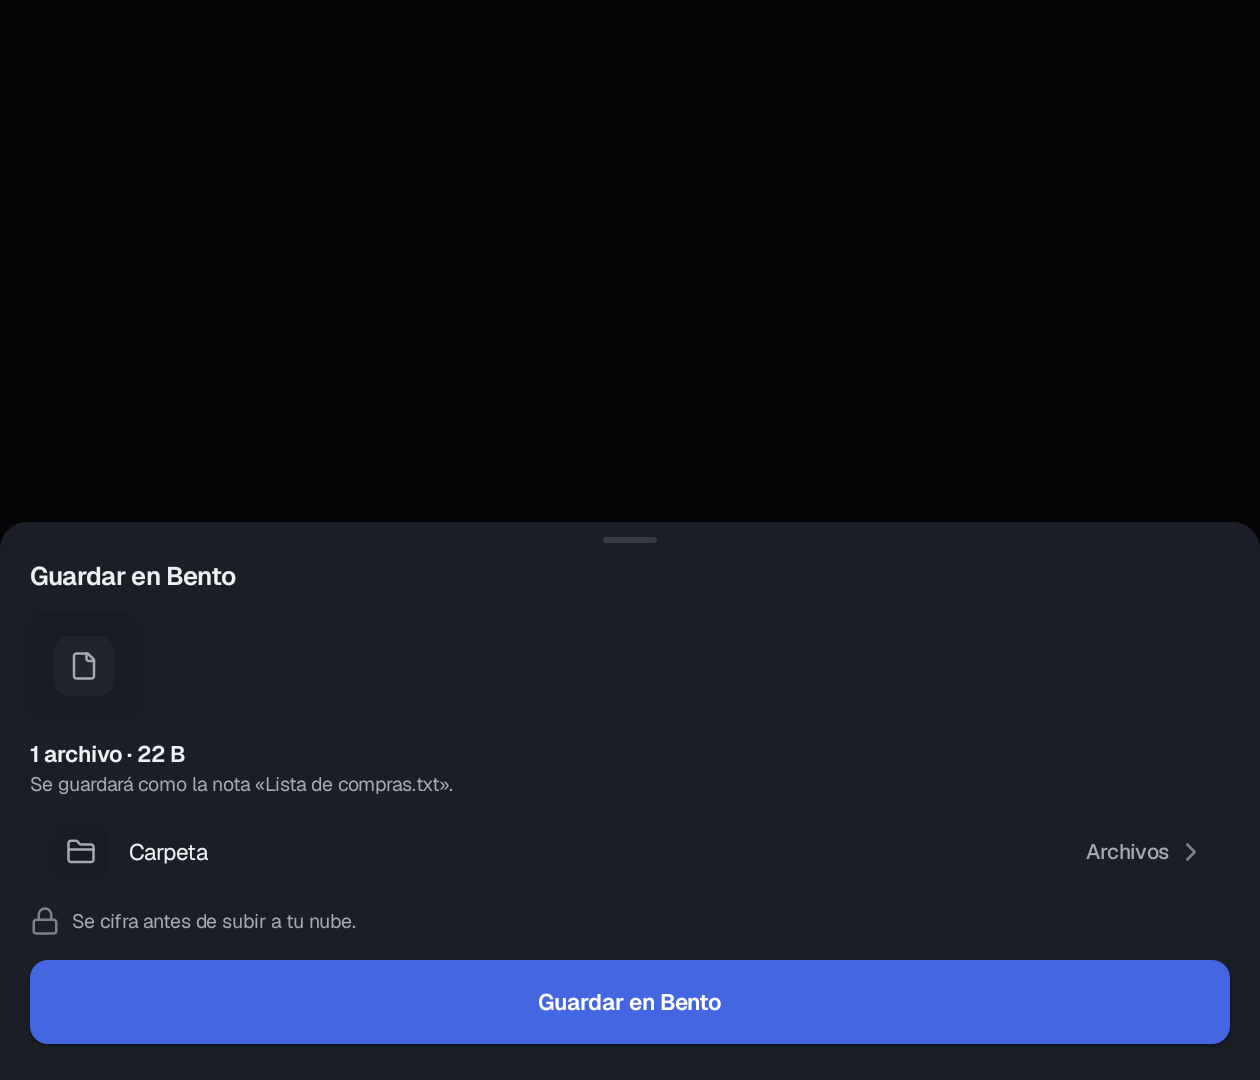 Guardar en Bento
1 archivo · 22 B
Se guardará como la nota «Lista de compras.txt».
Carpeta
Archivos
Se cifra antes de subir a tu nube.
Guardar en Bento